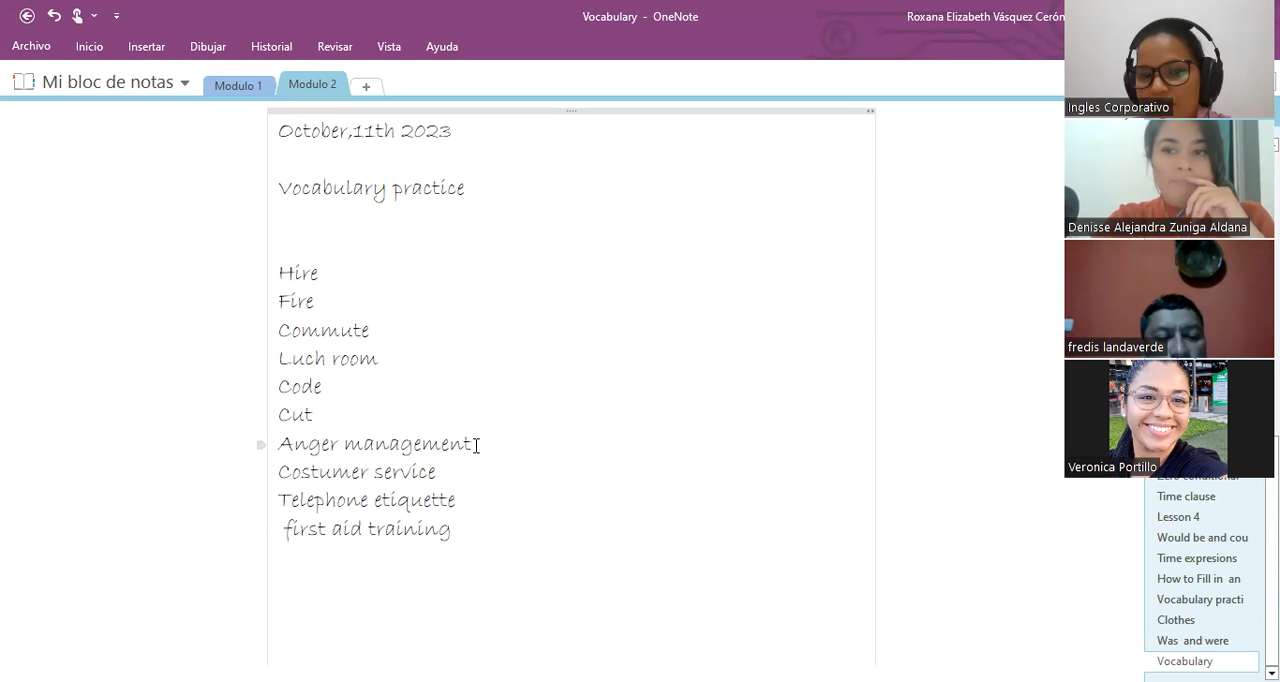 Vocabulary - OneNote
Roxana Elizabeth Vásquez Cerón
Archivo Inicio Insertar Dibujar Historial Revisar Vista Ayuda
Mi bloc de notas Modulo 1 Modulo 2 +
October,11th 2023
Vocabulary practice
Hire
Fire
Commute
Luch room
Code
Cut
Anger management
Costumer service
Telephone etiquette
first aid training
Ingles Corporativo
Denisse Alejandra Zuniga Aldana
fredis landaverde
Veronica Portillo
Zero conditional
Time clause
Lesson 4
Would be and cou
Time expresions
How to Fill in an
Vocabulary practi
Clothes
Was and were
Vocabulary